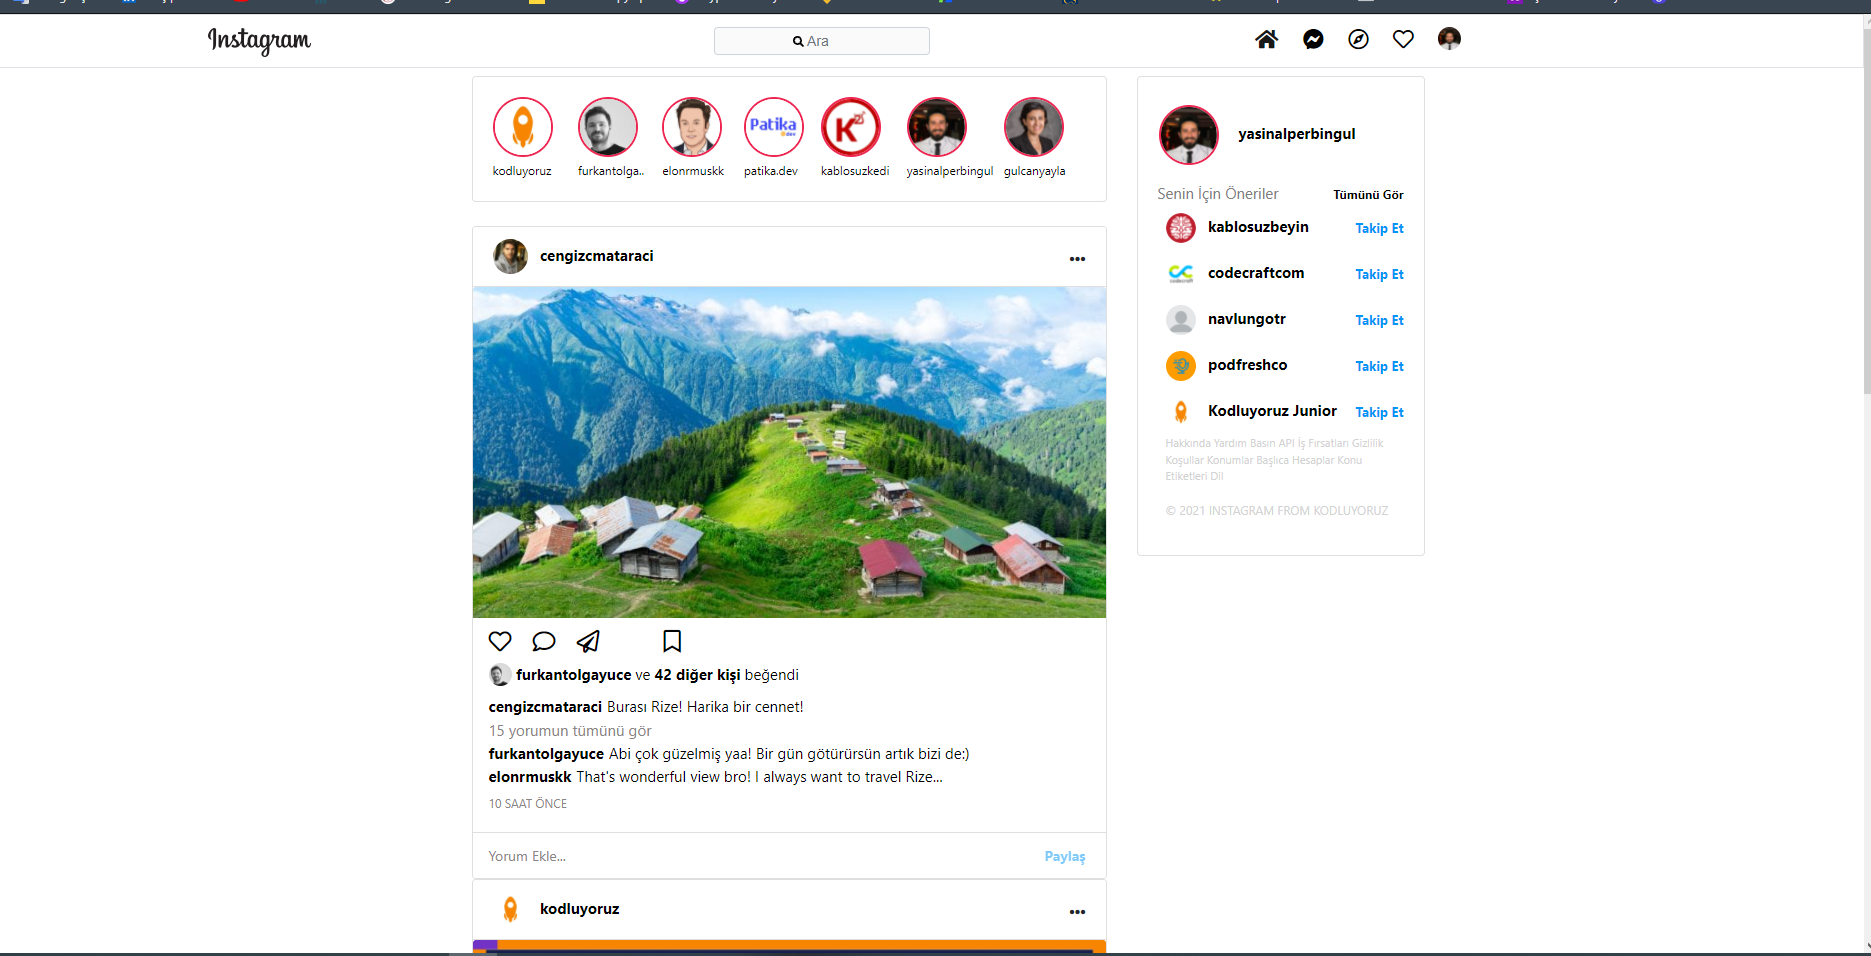 Instagram
Ara
kodluyoruz
furkantolga..
elonrmuskk
patika.dev
kablosuzkedi
yasinalperbingul
gulcanyayla
Patika
dev
K
yasinalperbingul
Senin İçin Öneriler
Tümünü Gör
kablosuzbeyin
Takip Et
codecraftcom
Takip Et
navlungotr
Takip Et
podfreshco
Takip Et
Kodluyoruz Junior
Takip Et
Hakkında Yardım Basın API İş Fırsatları Gizlilik
Koşullar Konumlar Başlıca Hesaplar Konu
Etiketleri Dil
© 2021 INSTAGRAM FROM KODLUYORUZ
cengizcmataraci
furkantolgayuce ve 42 diğer kişi beğendi
cengizcmataraci Burası Rize! Harika bir cennet!
15 yorumun tümünü gör
furkantolgayuce Abi çok güzelmiş yaa! Bir gün götürürsün artık bizi de:)
elonrmuskk That's wonderful view bro! I always want to travel Rize...
10 SAAT ÖNCE
Yorum Ekle...
Paylaş
kodluyoruz